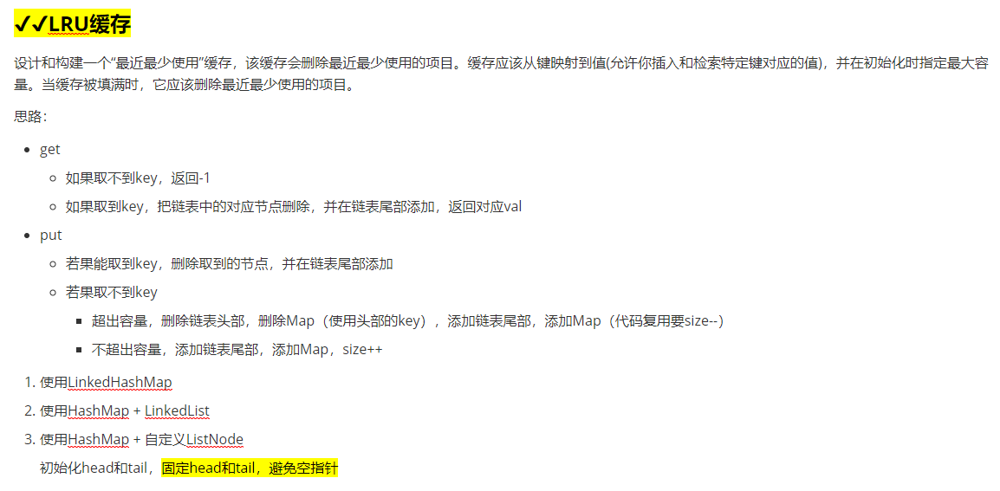 ✓✓LRU缓存
设计和构建一个“最近最少使用”缓存，该缓存会删除最近最少使用的项目。缓存应该从键映射到值(允许你插入和检索特定键对应的值)，并在初始化时指定最大容
量。当缓存被填满时，它应该删除最近最少使用的项目。
思路：
• get
◦ 如果取不到key，返回-1
◦ 如果取到key，把链表中的对应节点删除，并在链表尾部添加，返回对应val
• put
◦ 若果能取到key，删除取到的节点，并在链表尾部添加
◦ 若果取不到key
▪ 超出容量，删除链表头部，删除Map（使用头部的key），添加链表尾部，添加Map（代码复用要size--）
▪ 不超出容量，添加链表尾部，添加Map，size++
1. 使用LinkedHashMap
2. 使用HashMap + LinkedList
3. 使用HashMap + 自定义ListNode
初始化head和tail，固定head和tail，避免空指针